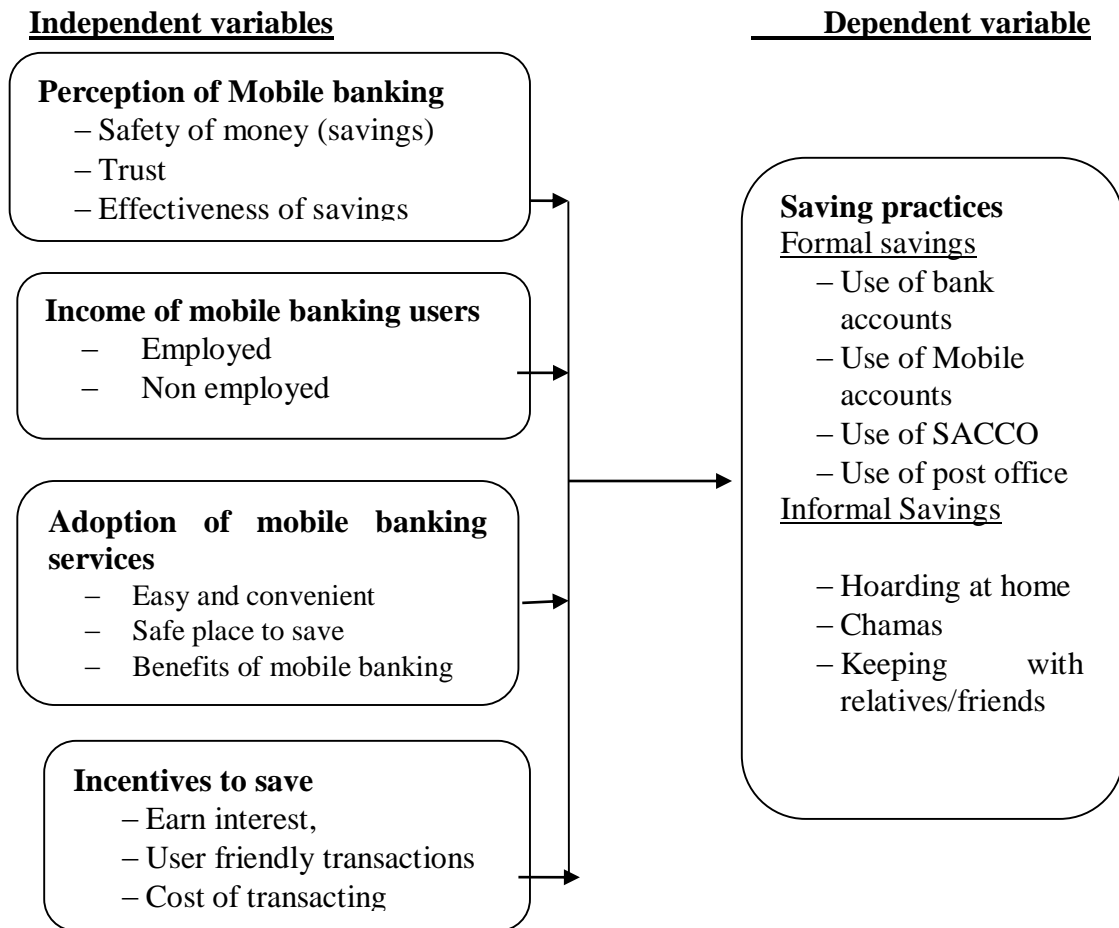 Independent variables
Dependent variable
Perception of Mobile banking
– Safety of money (savings)
– Trust
– Effectiveness of savings
Income of mobile banking users
– Employed
– Non employed
Adoption of mobile banking
services
– Easy and convenient
– Safe place to save
– Benefits of mobile banking
Incentives to save
– Earn interest,
– User friendly transactions
– Cost of transacting
Saving practices
Formal savings
– Use of bank
accounts
– Use of Mobile
accounts
– Use of SACCO
– Use of post office
Informal Savings
– Hoarding at home
– Chamas
– Keeping with
relatives/friends